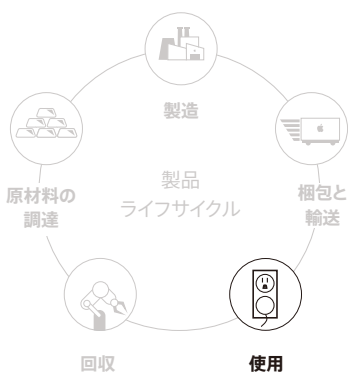 製造
原材料の
調達
製品
ライフサイクル
梱包と
輸送
回収
使用